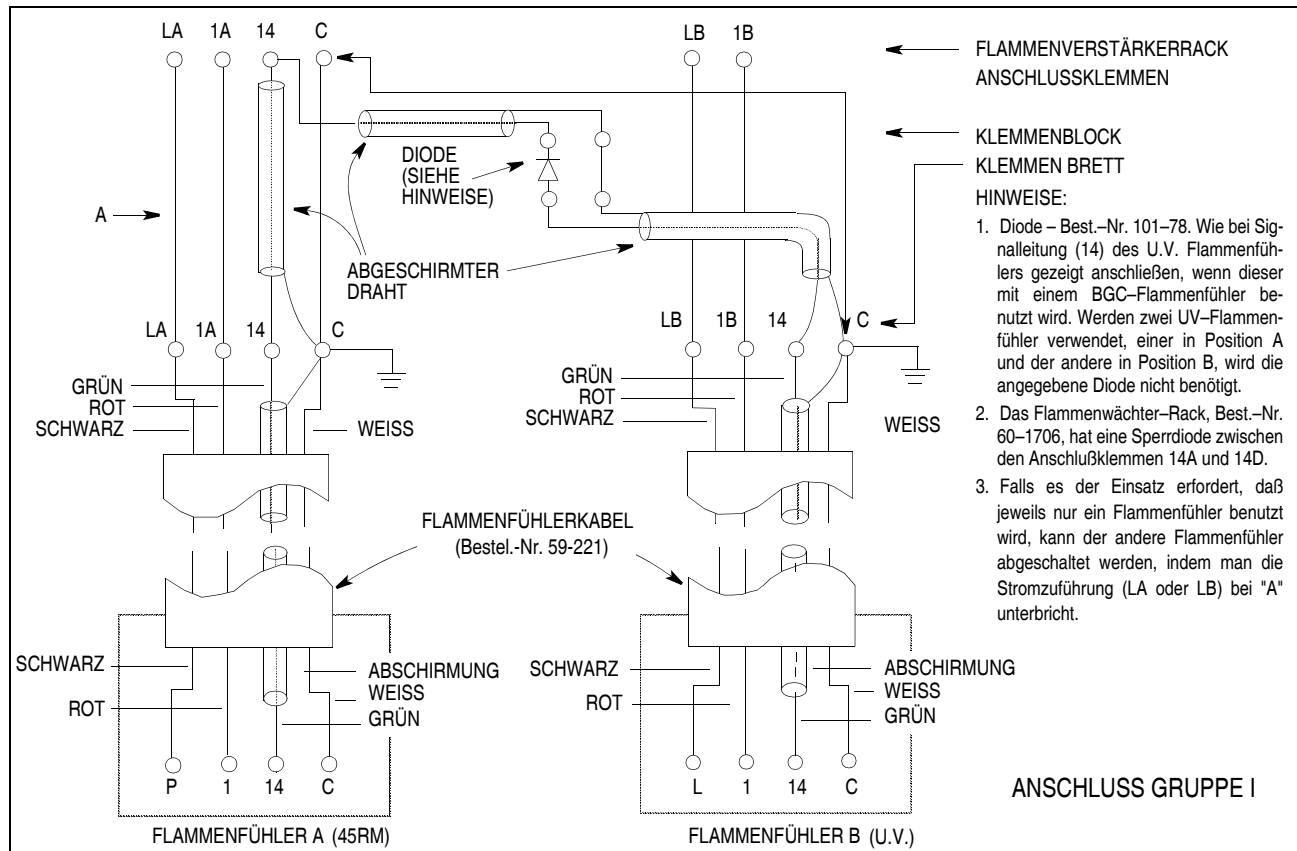 LA 1A 14 C LB 1B
FLAMMENVERSTÄRKERRACK
ANSCHLUSSKLEMMEN
KLEMMENBLOCK
KLEMMEN BRETT
DIODE
(SIEHE
HINWEISE)
A
ABGESCHIRMTER
DRAHT
LA 1A 14 C LB 1B 14 C
GRÜN
ROT
SCHWARZ
WEISS
GRÜN
ROT
SCHWARZ
WEISS
HINWEISE:
1. Diode – Best.–Nr. 101–78. Wie bei Sig-
nalleitung (14) des U.V. Flammenfüh-
lers gezeigt anschließen, wenn dieser
mit einem BGC–Flammenfühler be-
nutzt wird. Werden zwei UV–Flammen-
fühler verwendet, einer in Position A
und der andere in Position B, wird die
angegebene Diode nicht benötigt.
2. Das Flammenwächter–Rack, Best.–Nr.
60–1706, hat eine Sperrdiode zwischen
den Anschlußklemmen 14A und 14D.
3. Falls es der Einsatz erfordert, daß
jeweils nur ein Flammenfühler benutzt
wird, kann der andere Flammenfühler
abgeschaltet werden, indem man die
Stromzuführung (LA oder LB) bei "A"
unterbricht.
FLAMMENFÜHLERKABEL
(Bestel.-Nr. 59-221)
SCHWARZ
ROT
ABSCHIRMUNG
WEISS
GRÜN
SCHWARZ
ROT
ABSCHIRMUNG
WEISS
GRÜN
P 1 14 C L 1 14 C
ANSCHLUSS GRUPPE I
FLAMMENFÜHLER A (45RM)
FLAMMENFÜHLER B (U.V.)